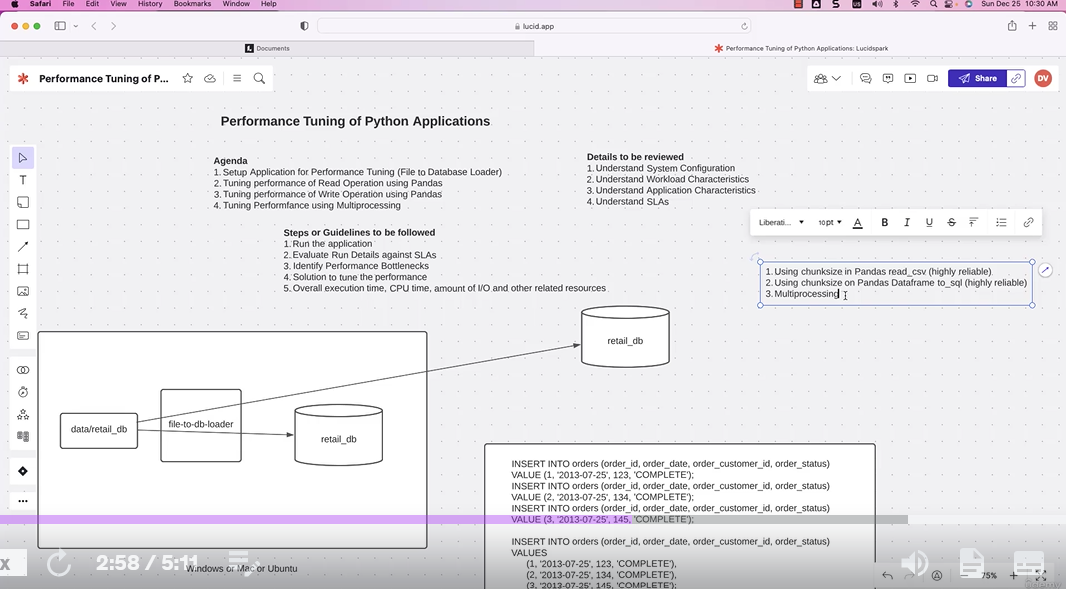 Safari File Edit View History Bookmarks Window Help
Sun Dec 25 10:30 AM
lucid.app
Documents
Performance Tuning of Python Applications: Lucidspark
Performance Tuning of P...
Share
DV
Performance Tuning of Python Applications
Agenda
1. Setup Application for Performance Tuning (File to Database Loader)
2. Tuning performance of Read Operation using Pandas
3. Tuning performance of Write Operation using Pandas
4. Tuning Performfance using Multiprocessing
Details to be reviewed
1. Understand System Configuration
2. Understand Workload Characteristics
3. Understand Application Characteristics
4. Understand SLAs
Steps or Guidelines to be followed
1. Run the application
2. Evaluate Run Details against SLAs
3. Identify Performance Bottlenecks
4. Solution to tune the performance
5. Overall execution time, CPU time, amount of I/O and other related resources
Liberati... 10 pt A B I U S
1. Using chunksize in Pandas read_csv (highly reliable)
2. Using chunksize on Pandas Dataframe to_sql (highly reliable)
3. Multiprocessing
retail_db
data/retail_db
file-to-db-loader
retail_db
INSERT INTO orders (order_id, order_date, order_customer_id, order_status)
VALUE (1, '2013-07-25', 123, 'COMPLETE');
INSERT INTO orders (order_id, order_date, order_customer_id, order_status)
VALUE (2, '2013-07-25', 134, 'COMPLETE');
INSERT INTO orders (order_id, order_date, order_customer_id, order_status)
VALUE (3, '2013-07-25', 145, 'COMPLETE');
INSERT INTO orders (order_id, order_date, order_customer_id, order_status)
VALUES
(1, '2013-07-25', 123, 'COMPLETE'),
(2, '2013-07-25', 134, 'COMPLETE'),
(3, '2013-07-25', 145, 'COMPLETE');
x
2:58 / 5:11
Windows or Mac or Ubuntu
75%